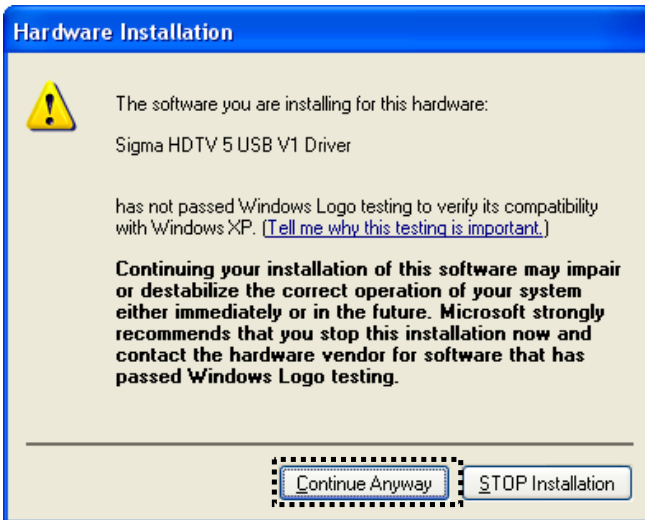 Hardware Installation
The software you are installing for this hardware:
Sigma HDTV 5 USB V1 Driver
has not passed Windows Logo testing to verify its compatibility
with Windows XP. (Tell me why this testing is important.)
Continuing your installation of this software may impair
or destabilize the correct operation of your system
either immediately or in the future. Microsoft strongly
recommends that you stop this installation now and
contact the hardware vendor for software that has
passed Windows Logo testing.
Continue Anyway STOP Installation